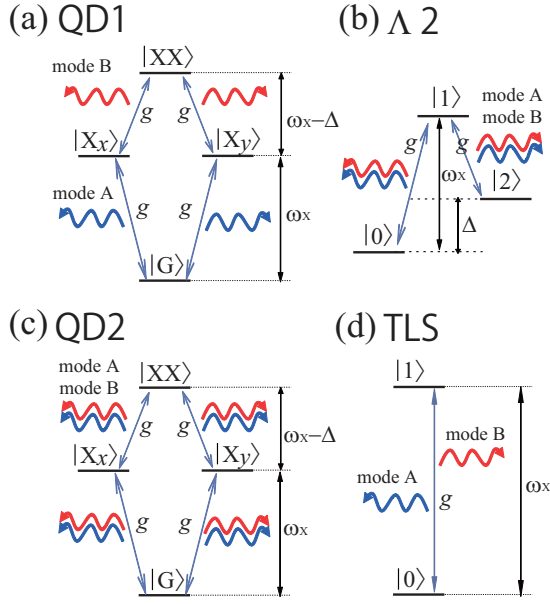 (a) QD1
|XX⟩
mode B
g g
ωx−Δ
|Xx⟩ |Xy⟩
mode A
g g
ωx
|G⟩
(b) Λ 2
|1⟩
mode A
mode B
g g
ωx
|2⟩
|0⟩
Δ
(c) QD2
mode A
mode B
|XX⟩
g g
ωx−Δ
|Xx⟩ |Xy⟩
g g
ωx
|G⟩
(d) TLS
|1⟩
mode B
mode A
g
ωx
|0⟩